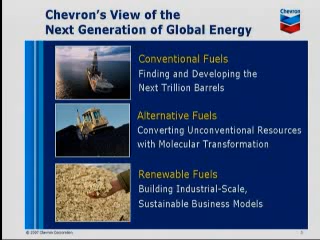 Chevron's View of the
Next Generation of Global Energy
Chevron
Conventional Fuels
Finding and Developing the
Next Trillion Barrels
Alternative Fuels
Converting Unconventional Resources
with Molecular Transformation
Renewable Fuels
Building Industrial-Scale,
Sustainable Business Models
© 2007 Chevron Corporation